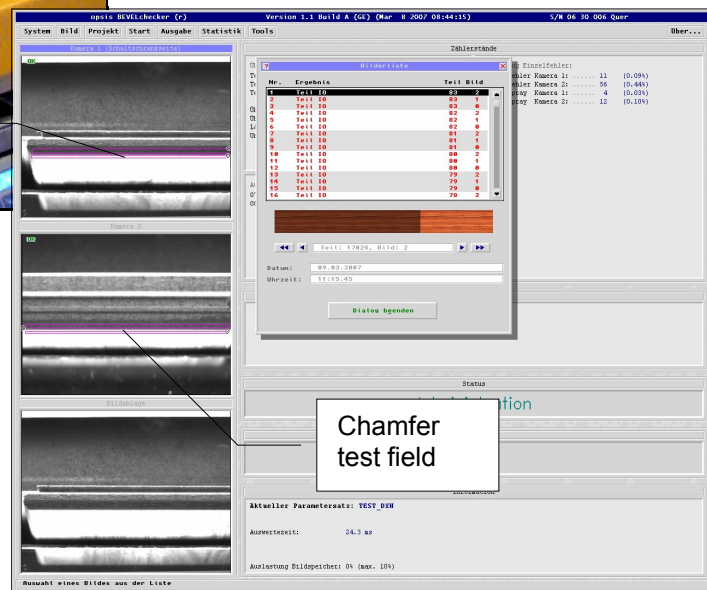 opsis BEVELchecker (r) Version 1.1 Build A (GE) (Mar 8 2007 08:44:15) S/N 06 30 006 Quer
System Bild Projekt Start Ausgabe Statistik Tools Über...
Kamera 1 (Schaltschrankseite)
OK
Kamera 2
OK
Bildablage
Zählerstände
Einzelfehler:
Kamera 1: ...... 11 (0.09%)
Kamera 2: ...... 56 (0.44%)
Kamera 1: ...... 4 (0.03%)
Kamera 2: ...... 12 (0.10%)
? Bilderliste X
Nr. Ergebnis Teil Bild
1 Teil IO 83 2
2 Teil IO 83 1
3 Teil IO 83 0
4 Teil IO 82 2
5 Teil IO 82 1
6 Teil IO 82 0
7 Teil IO 81 2
8 Teil IO 81 1
9 Teil IO 81 0
10 Teil IO 80 2
11 Teil IO 80 1
12 Teil IO 80 0
13 Teil IO 79 2
14 Teil IO 79 1
15 Teil IO 79 0
16 Teil IO 78 2
Teil: 17024, Bild: 2
Datum: 09.03.2007
Uhrzeit: 11:19.45
Dialog beenden
Status
Chamfer
test field
Information
Aktueller Parametersatz: TEST_DYN
Auswertezeit: 24.3 ms
Auslastung Bildspeicher: 0% (max. 10%)
Auswahl eines Bildes aus der Liste